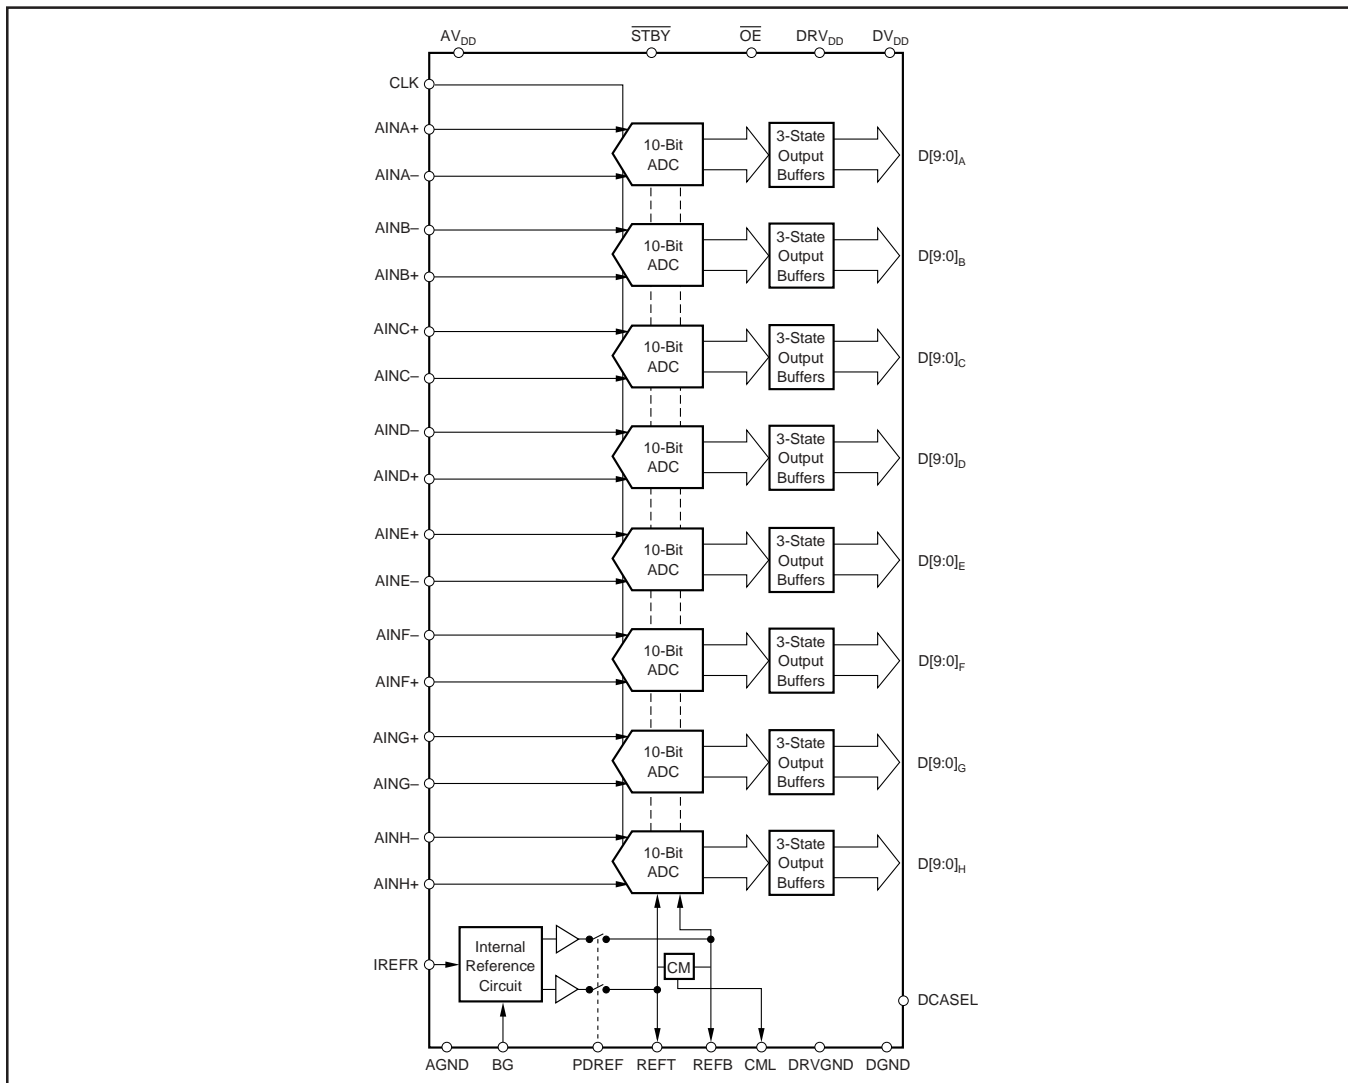 AVDD
S̅T̅B̅Y̅
O̅E̅
DRVDD
DVDD
CLK
AINA+
AINA–
10-Bit
ADC
3-State
Output
Buffers
D[9:0]A
AINB–
AINB+
10-Bit
ADC
3-State
Output
Buffers
D[9:0]B
AINC+
AINC–
10-Bit
ADC
3-State
Output
Buffers
D[9:0]C
AIND–
AIND+
10-Bit
ADC
3-State
Output
Buffers
D[9:0]D
AINE+
AINE–
10-Bit
ADC
3-State
Output
Buffers
D[9:0]E
AINF–
AINF+
10-Bit
ADC
3-State
Output
Buffers
D[9:0]F
AING+
AING–
10-Bit
ADC
3-State
Output
Buffers
D[9:0]G
AINH–
AINH+
10-Bit
ADC
3-State
Output
Buffers
D[9:0]H
IREFR
Internal
Reference
Circuit
CM
DCASEL
AGND
BG
PDREF
REFT
REFB
CML
DRVGND
DGND